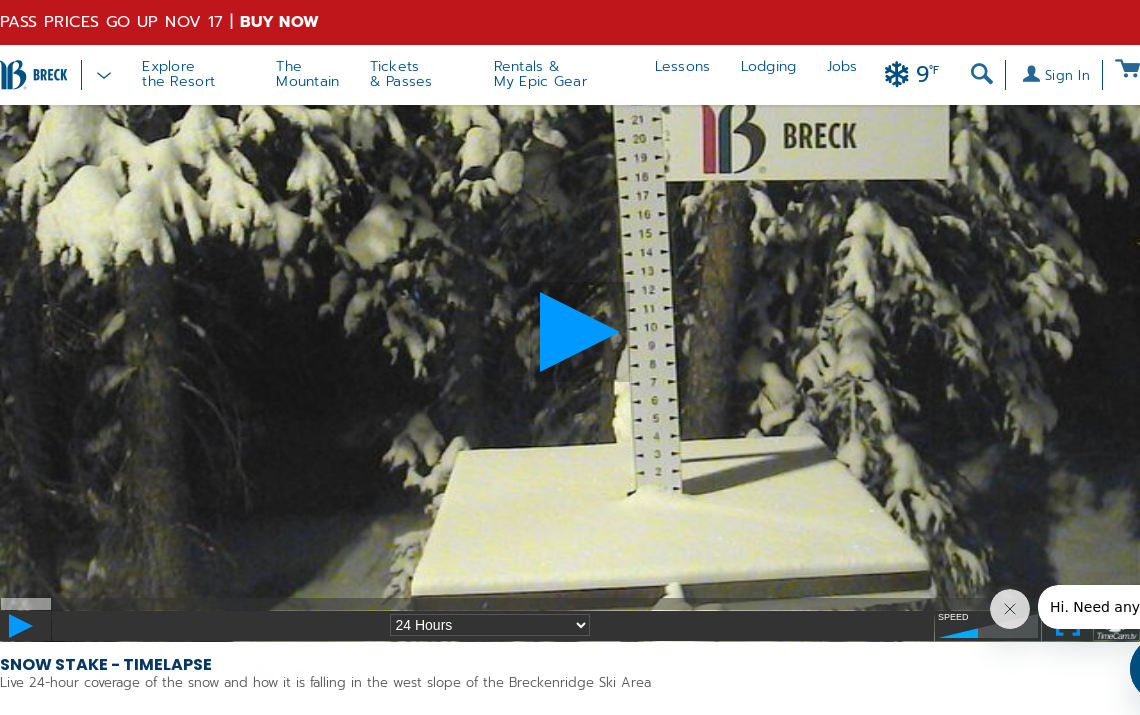 PASS PRICES GO UP NOV 17 | BUY NOW
BRECK
Explore
the Resort
The
Mountain
Tickets
& Passes
Rentals &
My Epic Gear
Lessons
Lodging
Jobs
9°F
Sign In
21
20
19
18
17
16
15
14
13
12
11
10
9
8
7
6
5
4
3
2
BRECK
24 Hours
SPEED
Hi. Need any
TimeCam.tv
SNOW STAKE - TIMELAPSE
Live 24-hour coverage of the snow and how it is falling in the west slope of the Breckenridge Ski Area